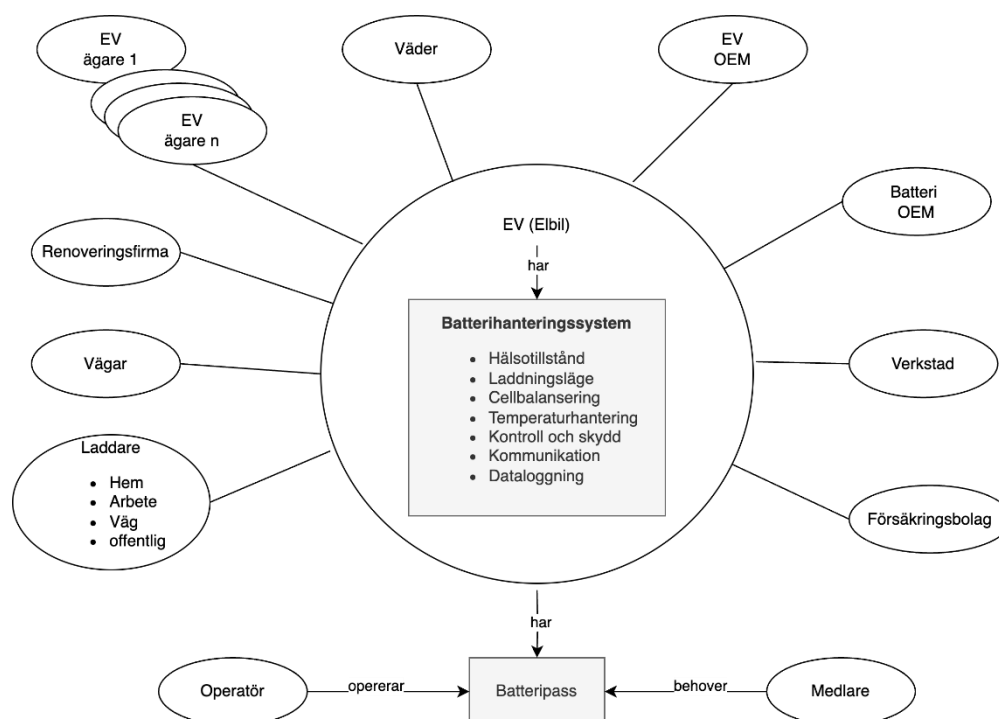 EV
ägare 1
EV
ägare n
Väder
EV
OEM
Batteri
OEM
Renoveringsfirma
Vägar
Laddare
• Hem
• Arbete
• Väg
• offentlig
EV (Elbil)
har
Batterihanteringssystem
• Hälsotillstånd
• Laddningsläge
• Cellbalansering
• Temperaturhantering
• Kontroll och skydd
• Kommunikation
• Dataloggning
Verkstad
Försäkringsbolag
har
Operatör
opererar
Batteripass
behover
Medlare